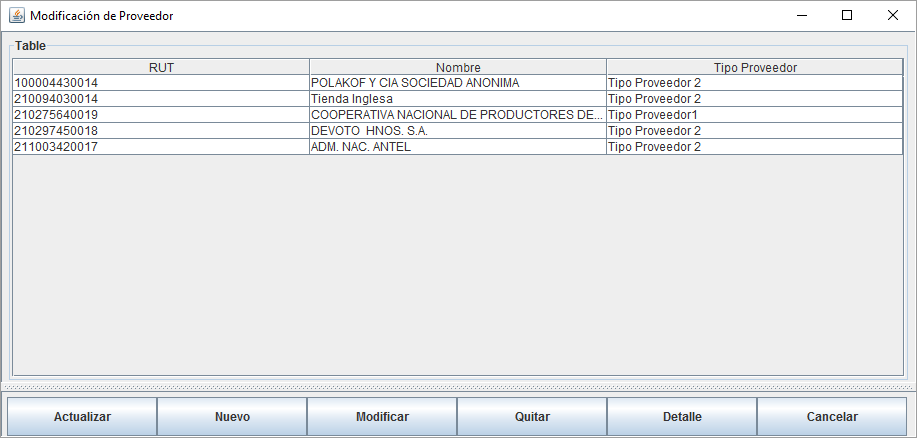 Modificación de Proveedor
Table
RUT Nombre Tipo Proveedor
100004430014 POLAKOF Y CIA SOCIEDAD ANONIMA Tipo Proveedor 2
210094030014 Tienda Inglesa Tipo Proveedor 2
210275640019 COOPERATIVA NACIONAL DE PRODUCTORES DE... Tipo Proveedor1
210297450018 DEVOTO  HNOS. S.A. Tipo Proveedor 2
211003420017 ADM. NAC. ANTEL Tipo Proveedor 2
Actualizar Nuevo Modificar Quitar Detalle Cancelar